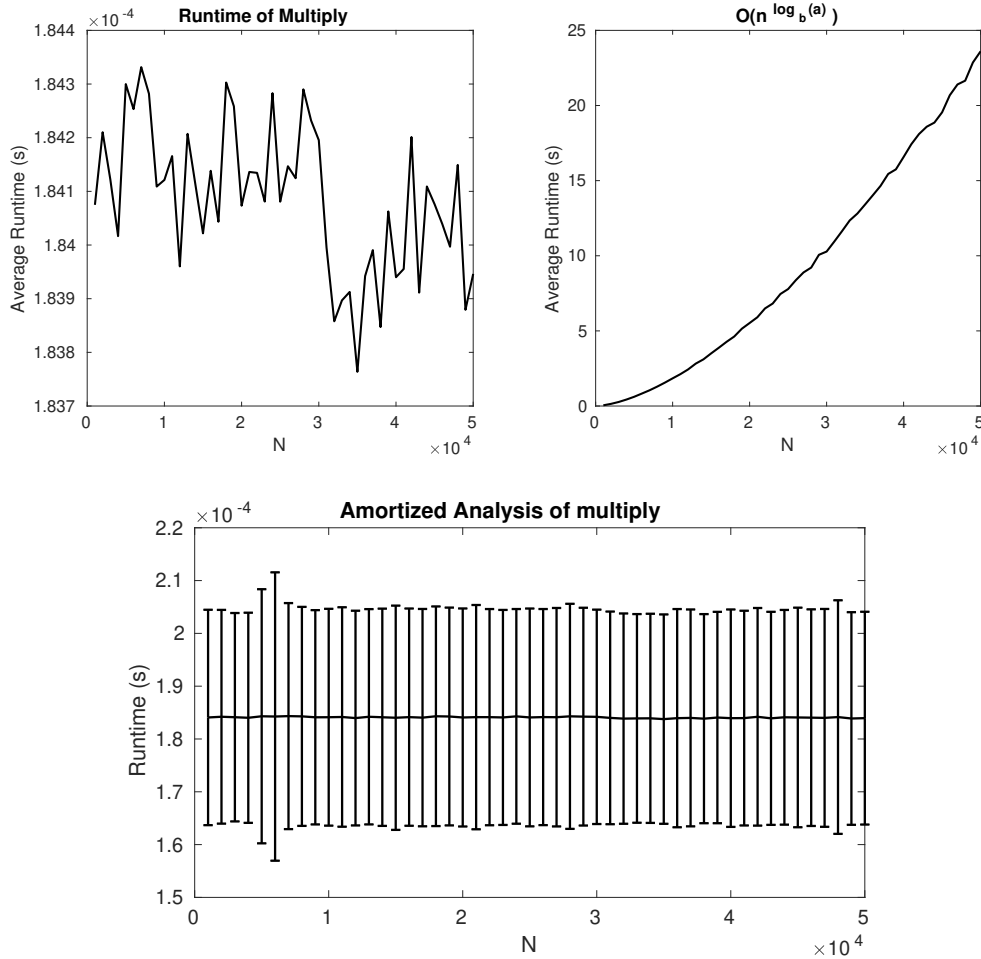 Runtime of Multiply
×10 -4
1.844
1.843
1.842
1.841
1.84
1.839
1.838
1.837
Average Runtime (s)
0 1 2 3 4 5
N
×10 4
O(n log b (a) )
25
20
15
10
5
0
Average Runtime (s)
0 1 2 3 4 5
N
×10 4
Amortized Analysis of multiply
×10 -4
2.2
2.1
2
1.9
1.8
1.7
1.6
1.5
Runtime (s)
0 1 2 3 4 5
N
×10 4